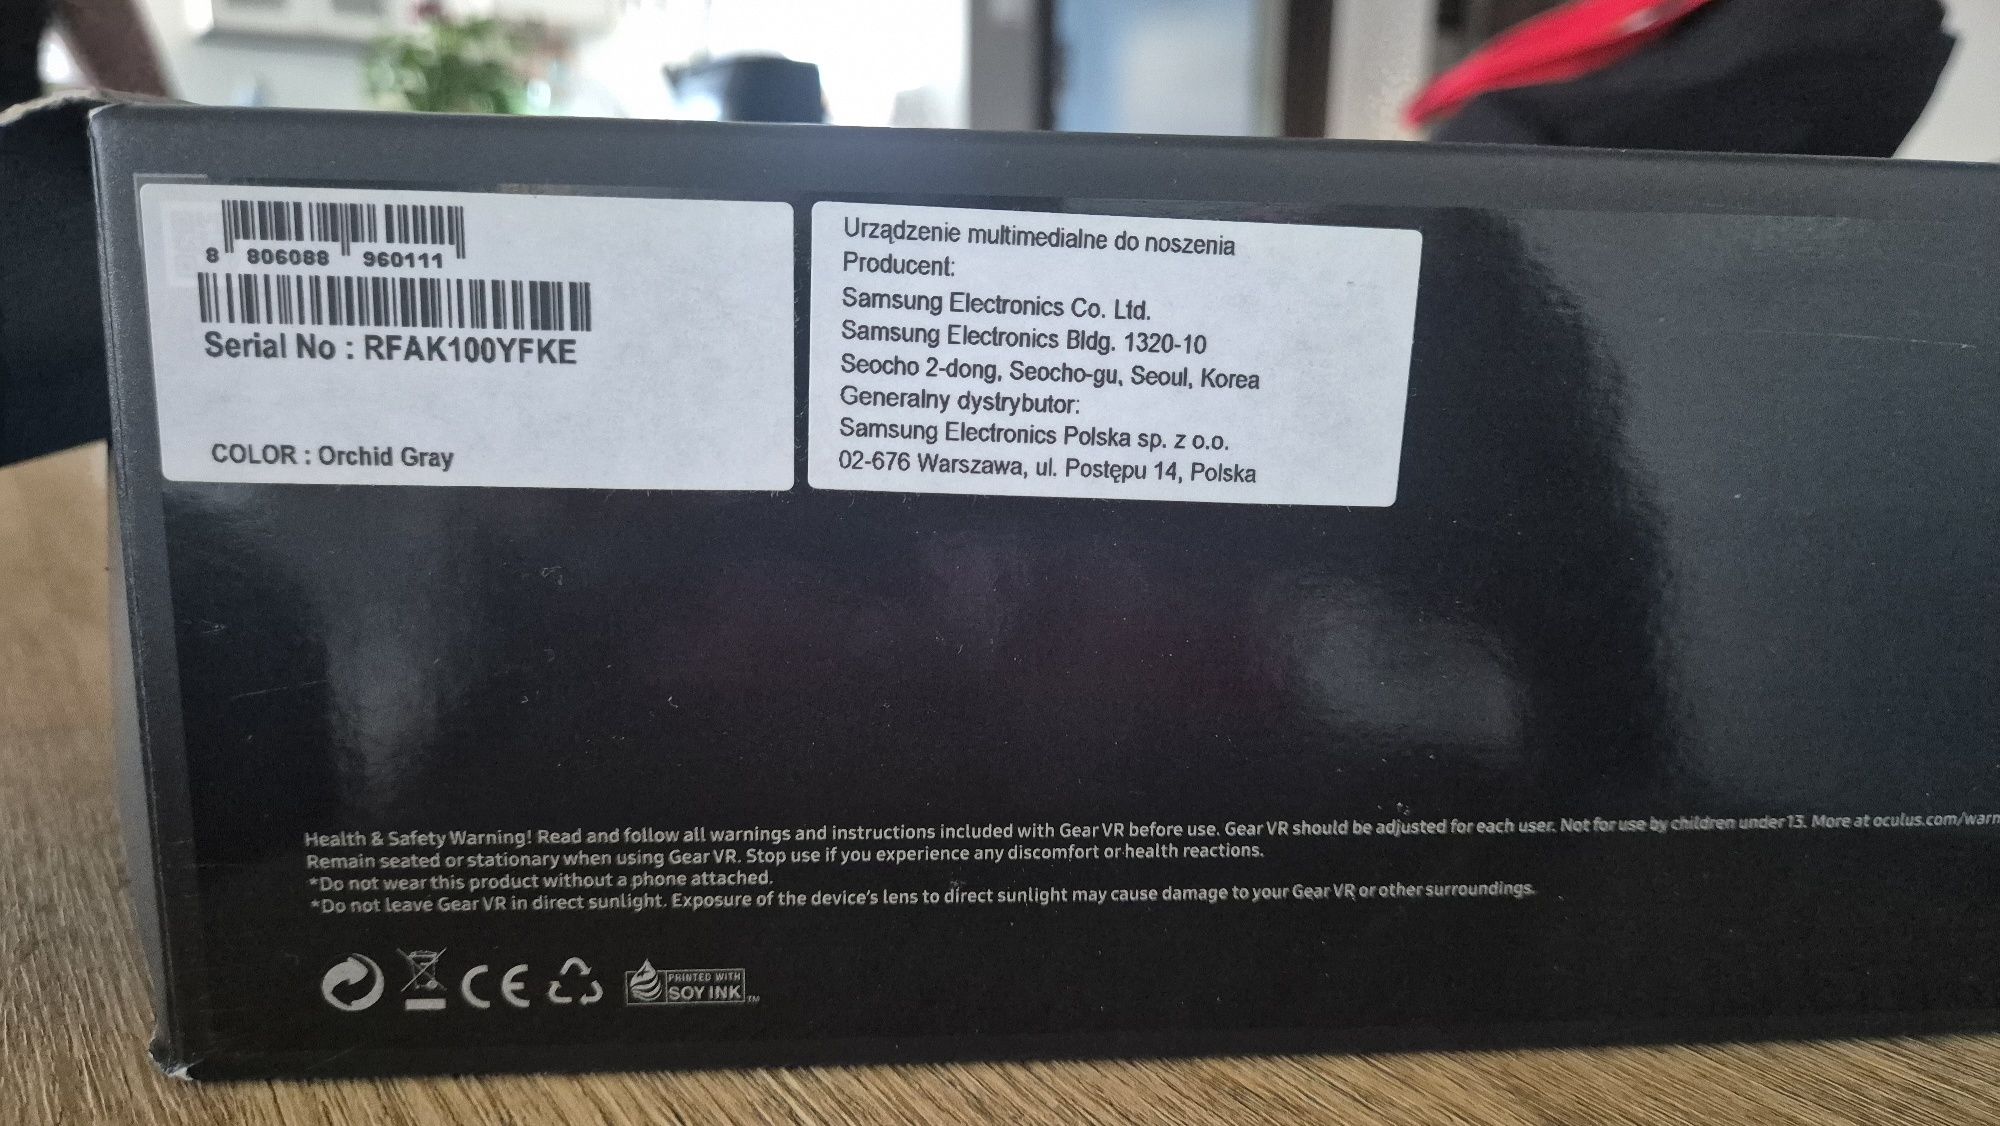 8 806088 960111
Serial No : RFAK100YFKE
COLOR : Orchid Gray
Urządzenie multimedialne do noszenia
Producent:
Samsung Electronics Co. Ltd.
Samsung Electronics Bldg. 1320-10
Seocho 2-dong, Seocho-gu, Seoul, Korea
Generalny dystrybutor:
Samsung Electronics Polska sp. z o.o.
02-676 Warszawa, ul. Postępu 14, Polska
Health & Safety Warning! Read and follow all warnings and instructions included with Gear VR before use. Gear VR should be adjusted for each user. Not for use by children under 13. More at oculus.com/warn
Remain seated or stationary when using Gear VR. Stop use if you experience any discomfort or health reactions.
*Do not wear this product without a phone attached.
*Do not leave Gear VR in direct sunlight. Exposure of the device's lens to direct sunlight may cause damage to your Gear VR or other surroundings.
CE
PRINTED WITH
SOY INK TM